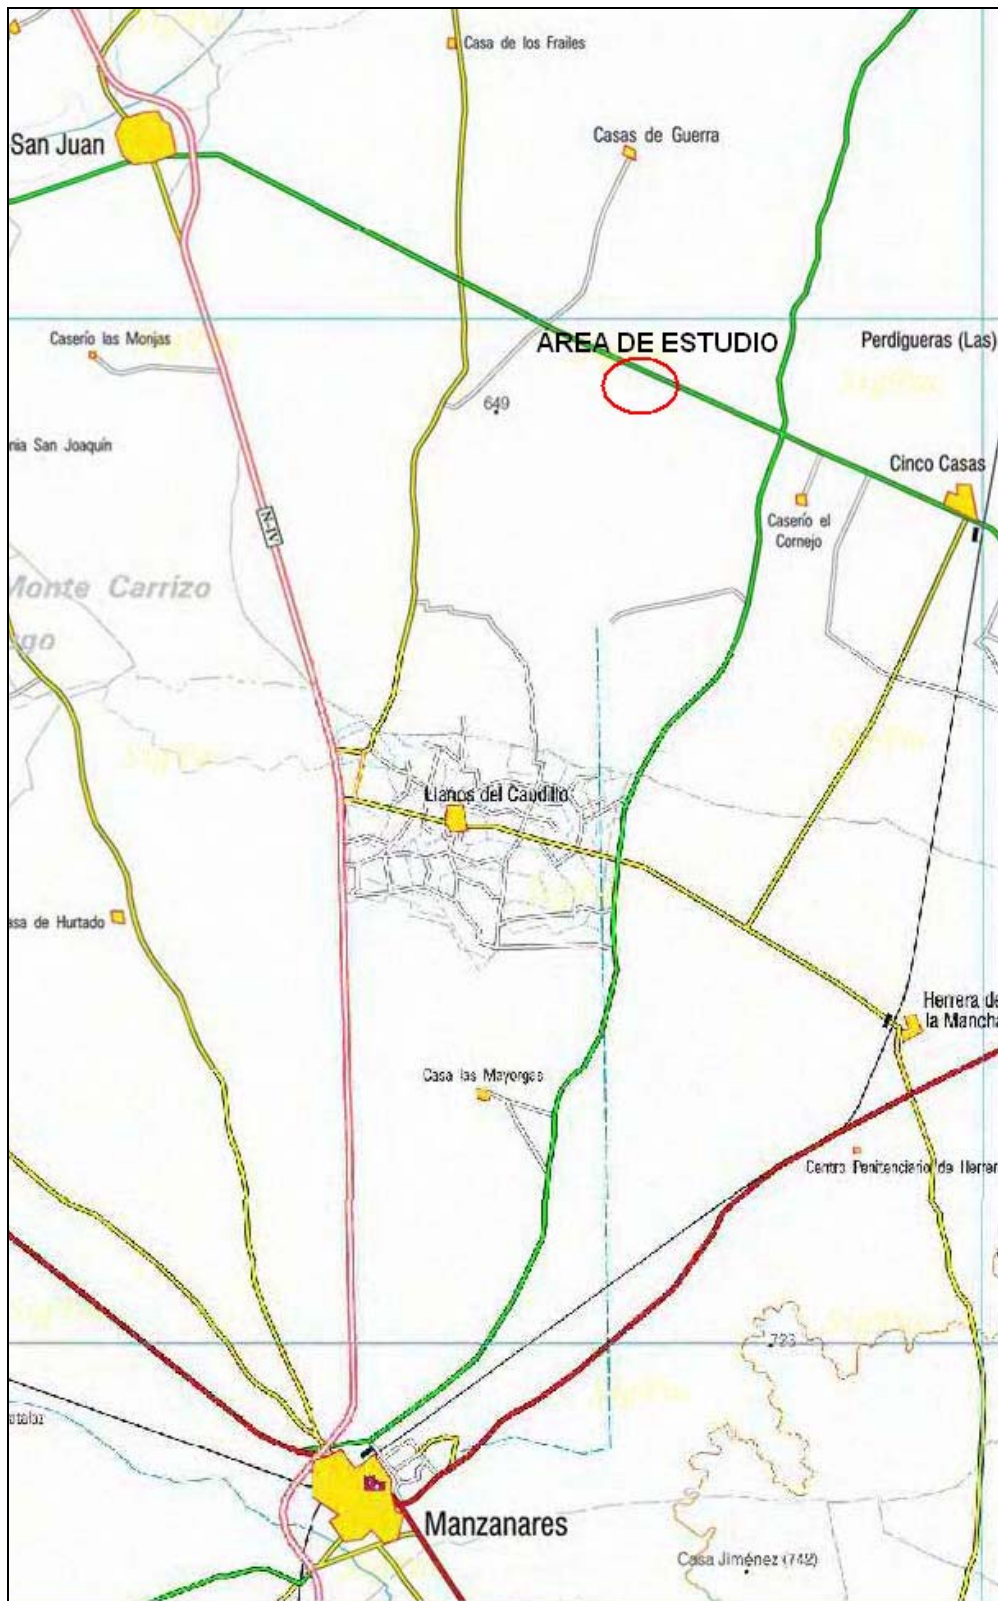 Casa de los Frailes
San Juan
Casas de Guerra
Caserío las Monjas
AREA DE ESTUDIO
Perdigueras (Las)
649
nia San Joaquín
Cinco Casas
N-IV
Caserío el
Cornejo
Monte Carrizo
ego
Llanos del Caudillo
asa de Hurtado
Herrera de
la Mancha
Casa las Mayorgas
Centro Penitenciario de Herrer
723
Manzanares
Casa Jiménez (742)